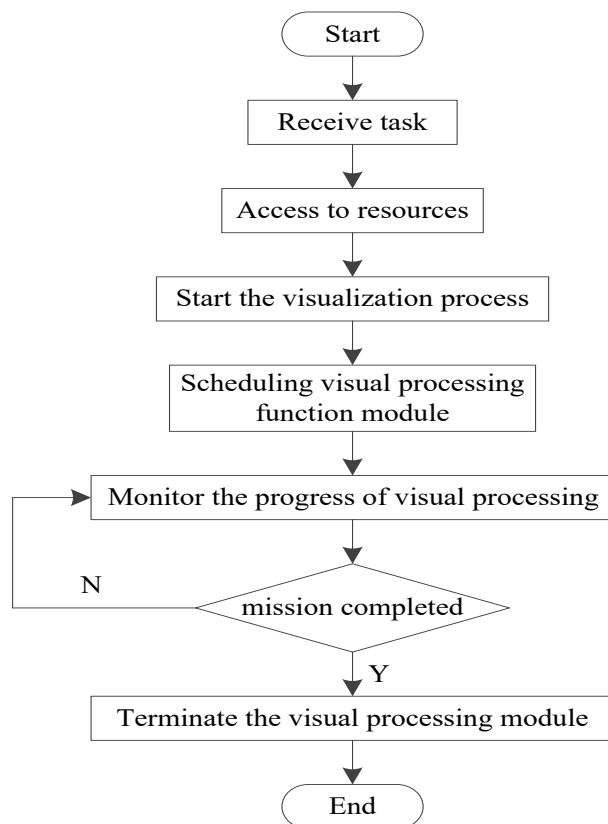 Start
Receive task
Access to resources
Start the visualization process
Scheduling visual processing
function module
Monitor the progress of visual processing
N
mission completed
Y
Terminate the visual processing module
End